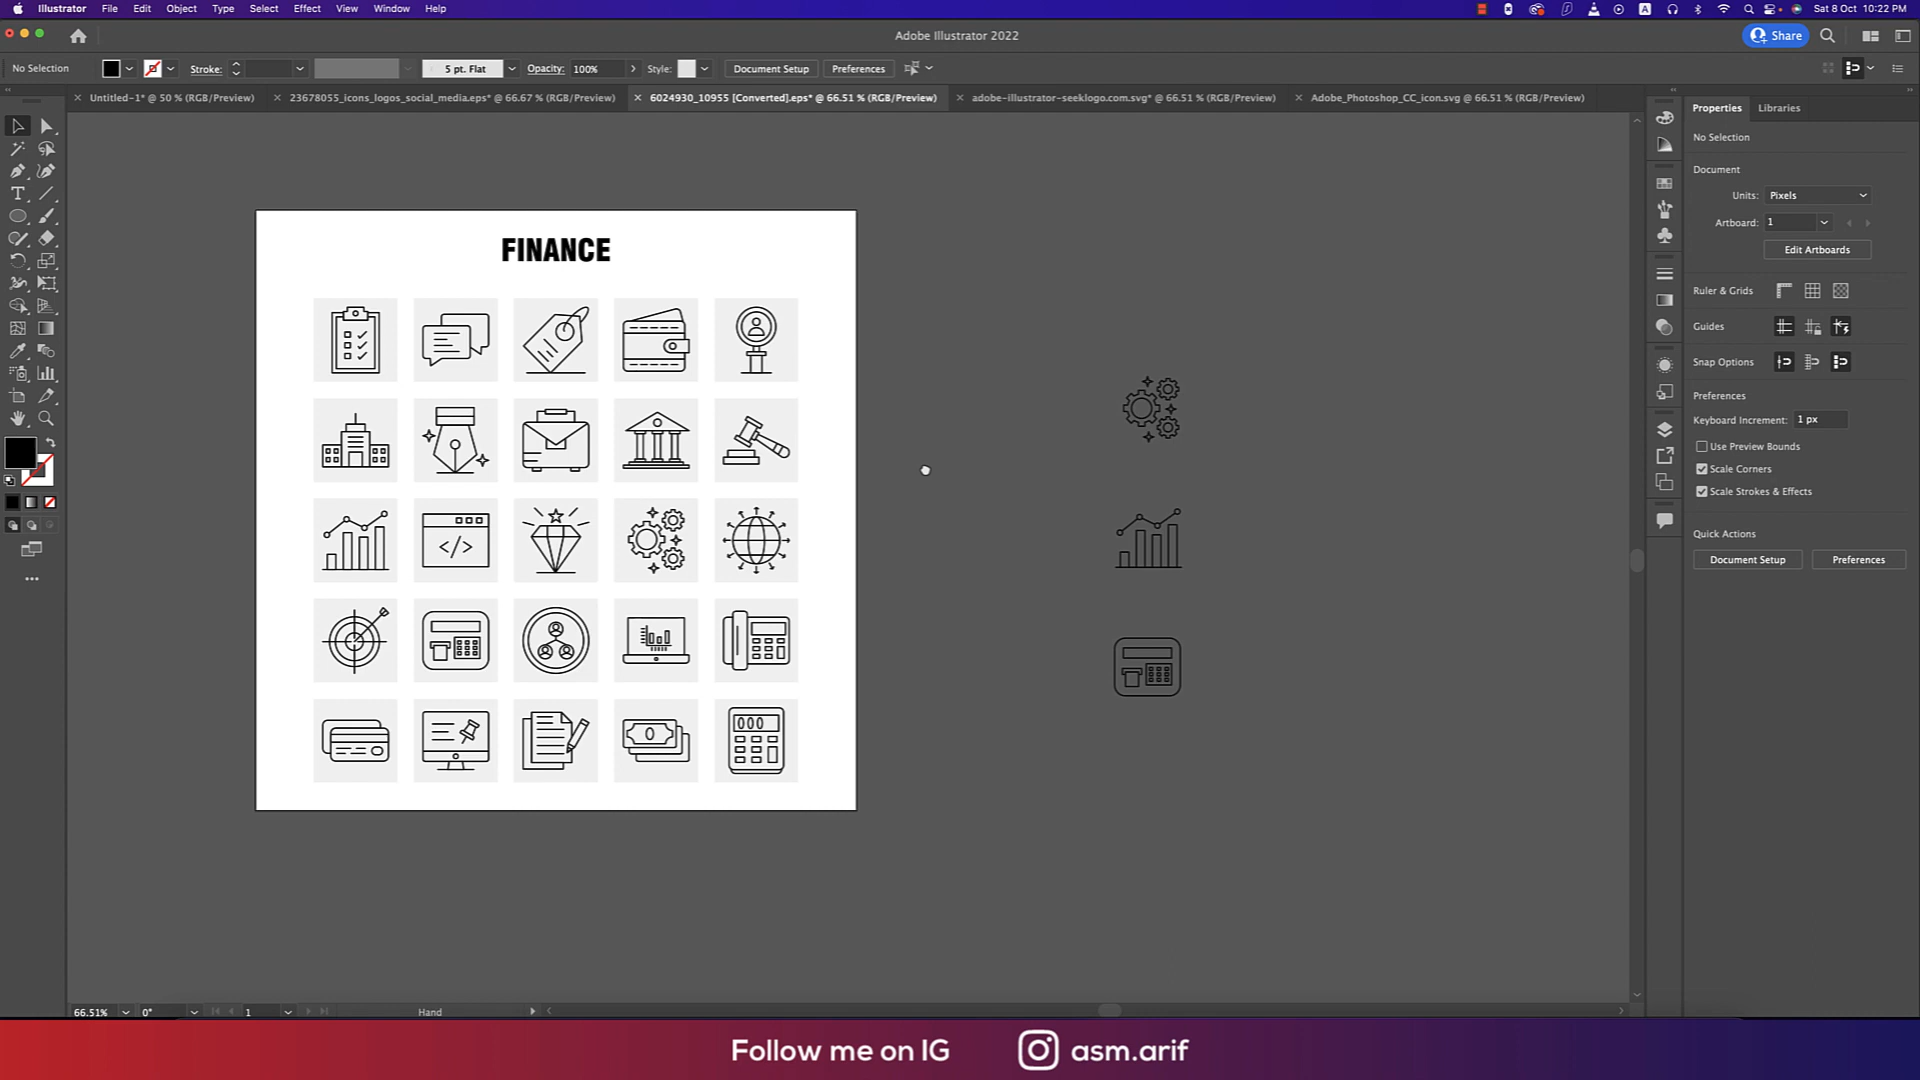 Illustrator File Edit Object Type Select Effect View Window Help
A Sat 8 Oct 10:22 PM
Adobe Illustrator 2022
Share
No Selection Stroke: 5 pt. Flat Opacity: 100% Style: Document Setup Preferences
Untitled-1* @ 50 % (RGB/Preview) 23678055_icons_logos_social_media.eps* @ 66.67 % (RGB/Preview) 6024930_10955 [Converted].eps* @ 66.51 % (RGB/Preview) adobe-illustrator-seeklogo.com.svg* @ 66.51 % (RGB/Preview) Adobe_Photoshop_CC_icon.svg @ 66.51 % (RGB/Preview)
Properties Libraries
No Selection
Document
Units: Pixels
Artboard: 1
Edit Artboards
Ruler & Grids
Guides
Snap Options
Preferences
Keyboard Increment: 1 px
Use Preview Bounds
Scale Corners
Scale Strokes & Effects
Quick Actions
Document Setup Preferences
FINANCE
</>
0
000
66.51% 0° 1 Hand
Follow me on IG asm.arif